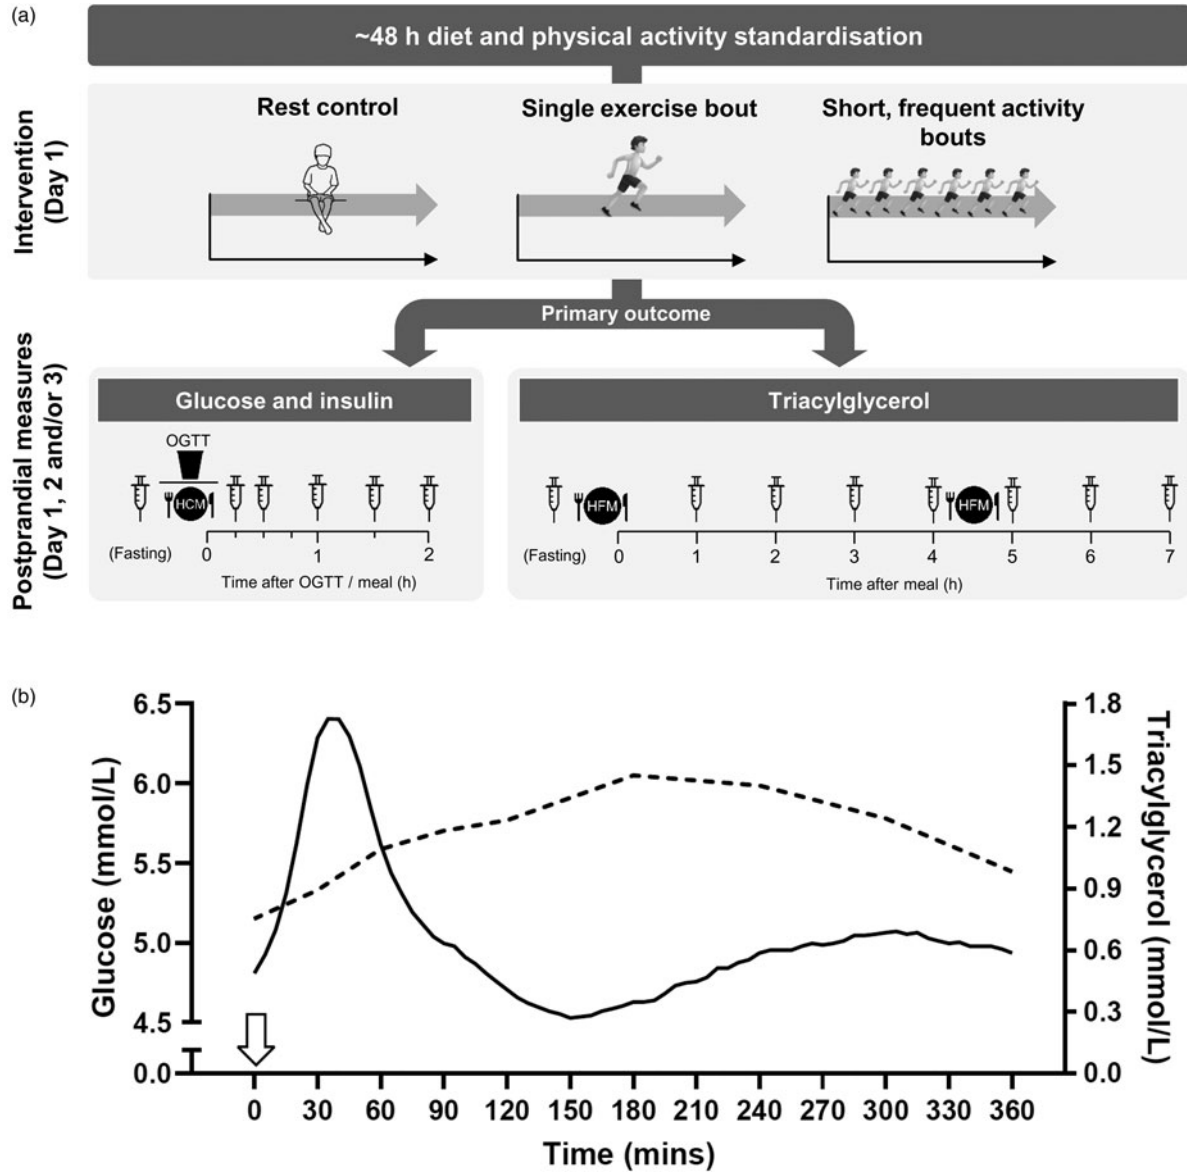 (a)
~48 h diet and physical activity standardisation
Intervention
(Day 1)
Rest control
Single exercise bout
Short, frequent activity
bouts
Primary outcome
Postprandial measures
(Day 1, 2 and/or 3)
Glucose and insulin
OGTT
HCM
(Fasting) 0 1 2
Time after OGTT / meal (h)
Triacylglycerol
HFM HFM
(Fasting) 0 1 2 3 4 5 6 7
Time after meal (h)
(b)
Glucose (mmol/L)
6.5
6.0
5.5
5.0
4.5
0.0
1.8
1.5
1.2
0.9
0.6
0.3
0.0
Triacylglycerol (mmol/L)
0 30 60 90 120 150 180 210 240 270 300 330 360
Time (mins)